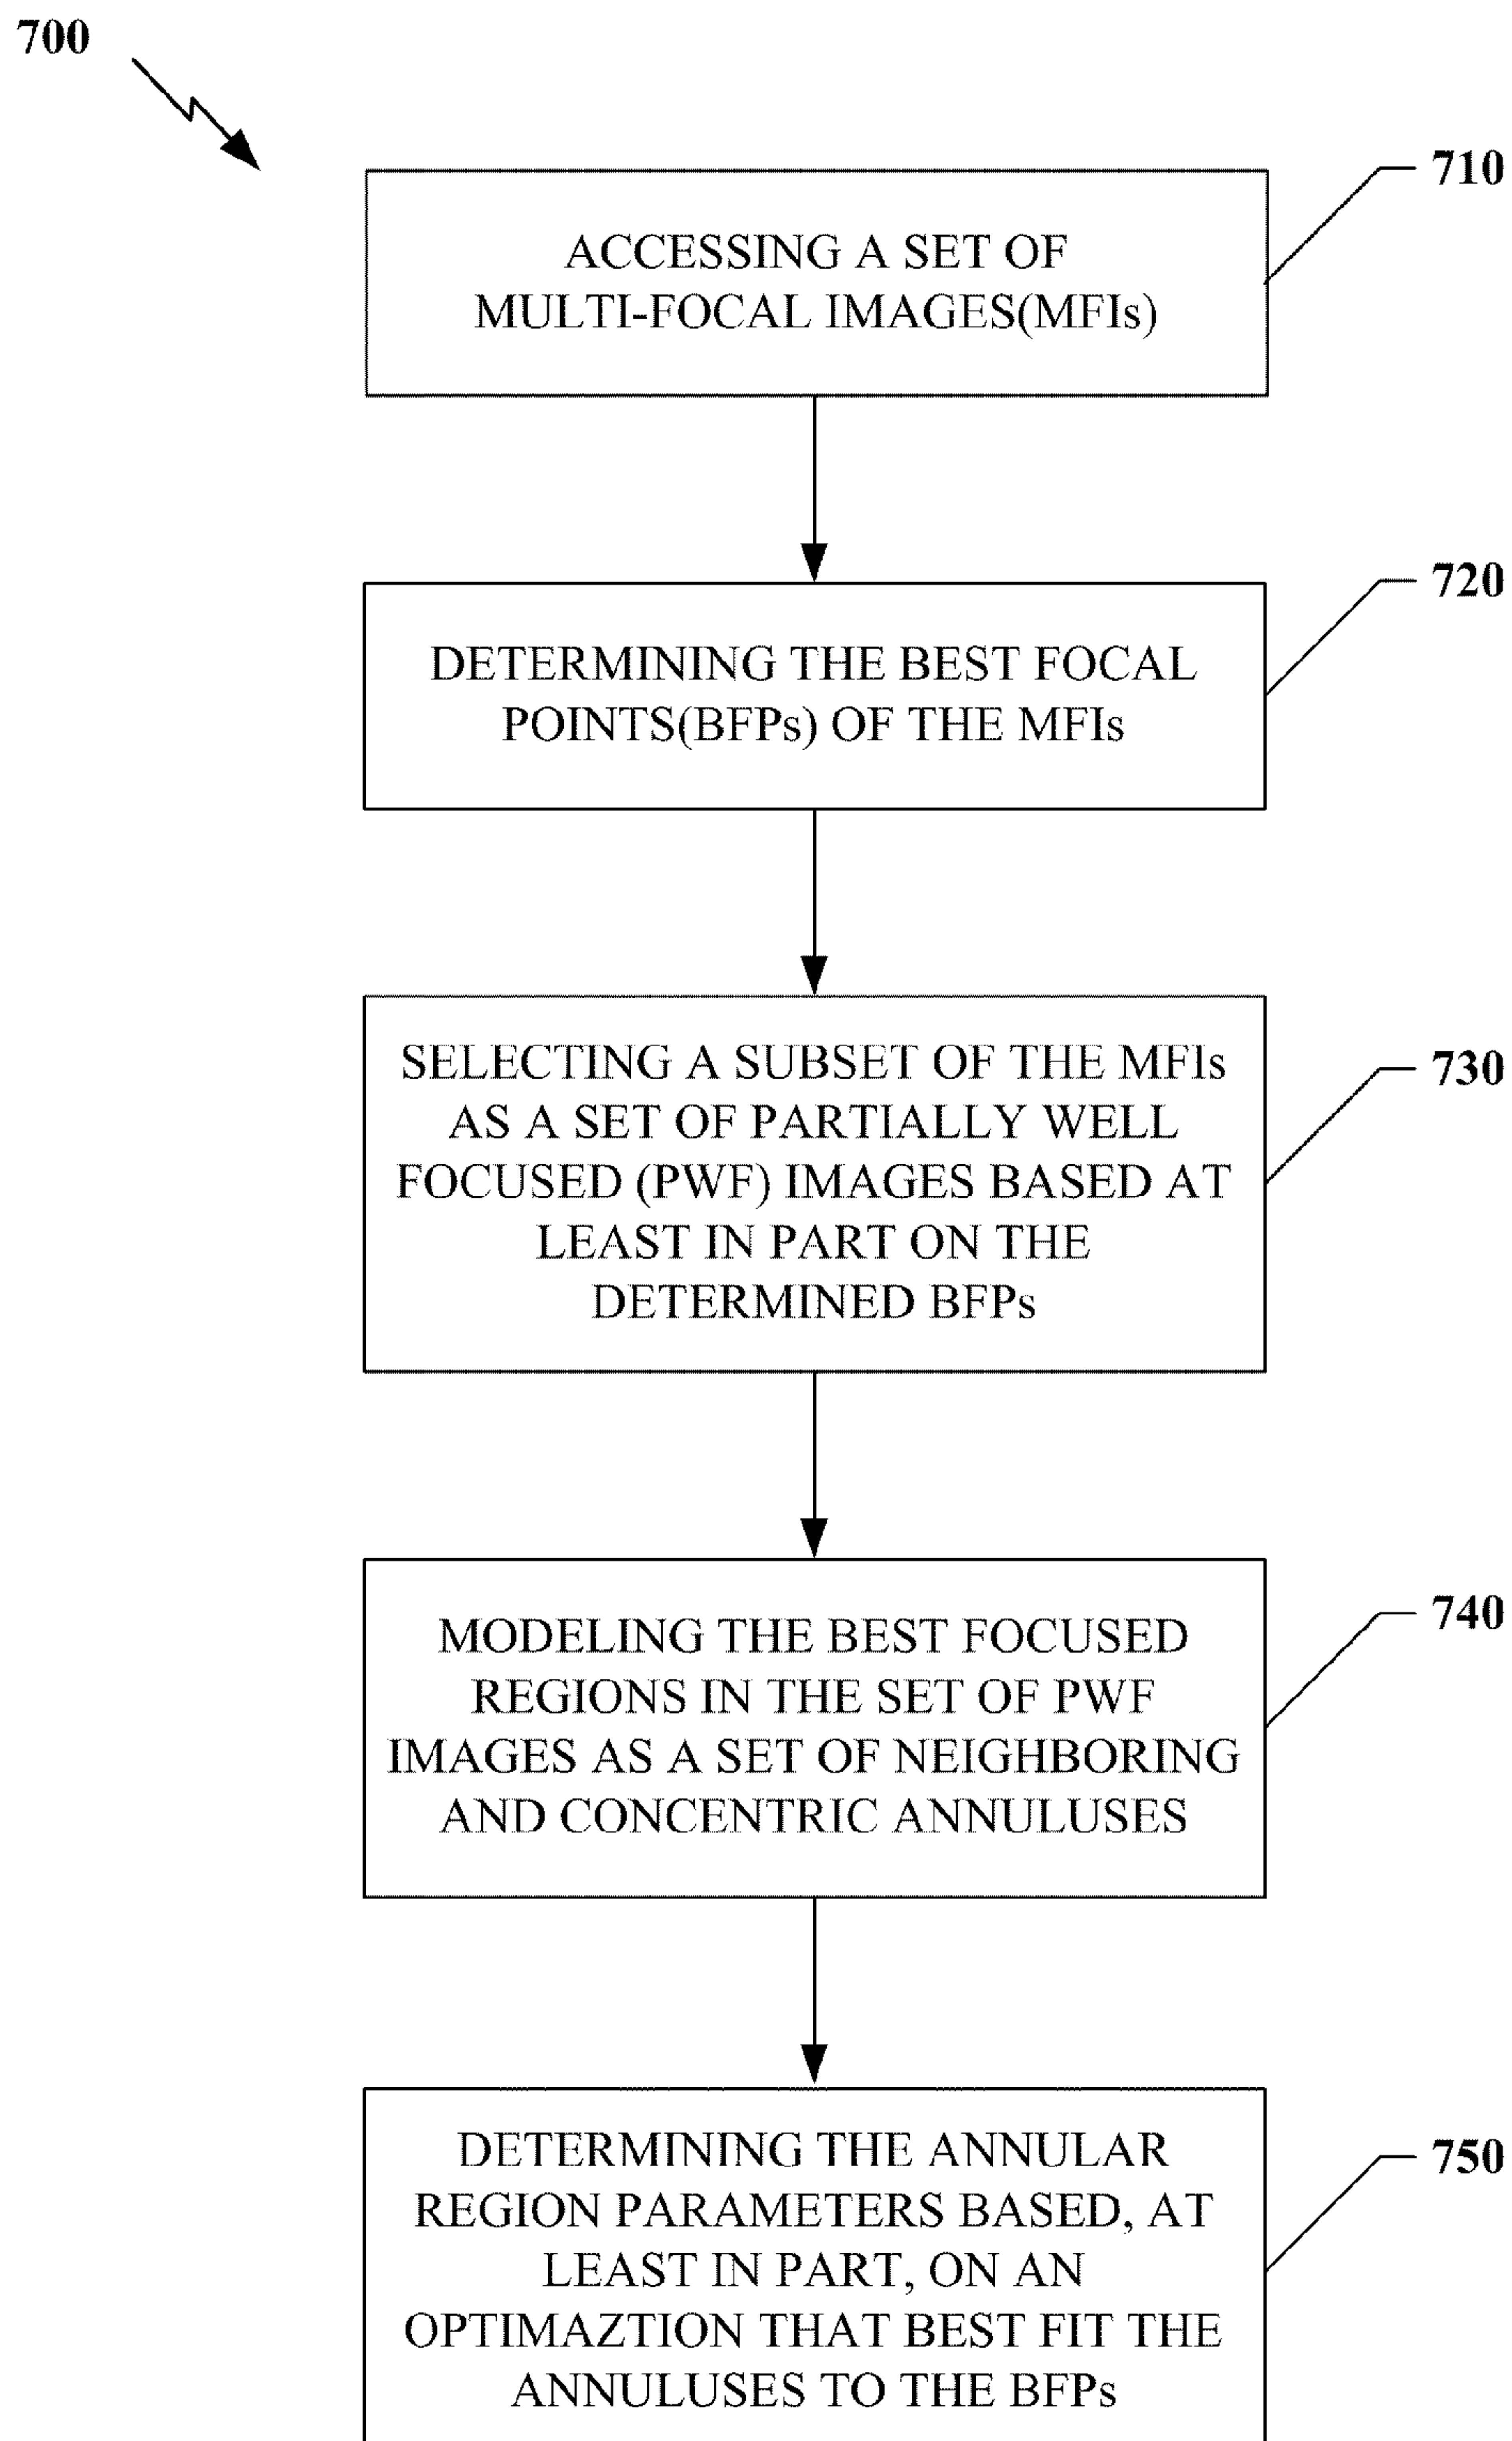 700
710
ACCESSING A SET OF
MULTI-FOCAL IMAGES(MFIs)
720
DETERMINING THE BEST FOCAL
POINTS(BFPs) OF THE MFIs
730
SELECTING A SUBSET OF THE MFIs
AS A SET OF PARTIALLY WELL
FOCUSED (PWF) IMAGES BASED AT
LEAST IN PART ON THE
DETERMINED BFPs
740
MODELING THE BEST FOCUSED
REGIONS IN THE SET OF PWF
IMAGES AS A SET OF NEIGHBORING
AND CONCENTRIC ANNULUSES
750
DETERMINING THE ANNULAR
REGION PARAMETERS BASED, AT
LEAST IN PART, ON AN
OPTIMAZTION THAT BEST FIT THE
ANNULUSES TO THE BFPs